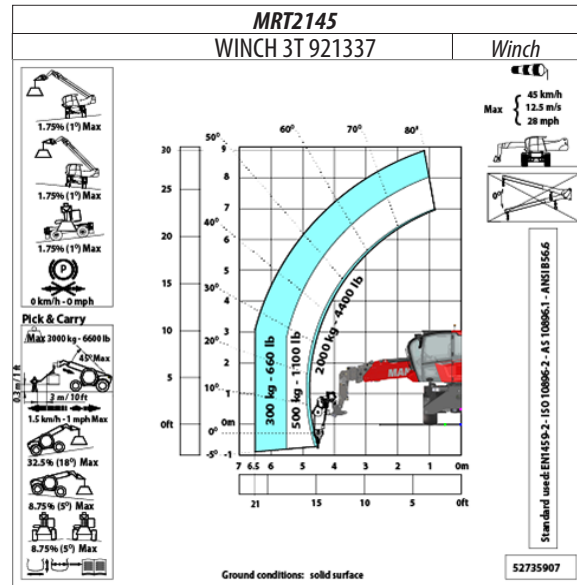 MRT2145
WINCH 3T 921337
Winch
1.75% (1°) Max
1.75% (1°) Max
1.75% (1°) Max
P
0 km/h - 0 mph
Pick & Carry
Max 3000 kg - 6600 lb
45° Max
0.3 m / 1 ft
3 m / 10 ft
1.5 km/h - 1 mph Max
32.5% (18°) Max
8.75% (5°) Max
8.75% (5°) Max
50°
60°
70°
80°
40°
30°
20°
10°
0°
-5°
30
25
20
15
10
5
0ft
9
8
7
6
5
4
3
2
1
0m
-1
300 kg - 660 lb
500 kg - 1100 lb
2000 kg - 4400 lb
7 6.5 6 5 4 3 2 1 0m
21 15 10 5 0ft
Max
45 km/h
12.5 m/s
28 mph
0°
Standard used: EN1459-2 - ISO 10896-2 - AS 10896.1 - ANSI B56.6
Ground conditions: solid surface
52735907